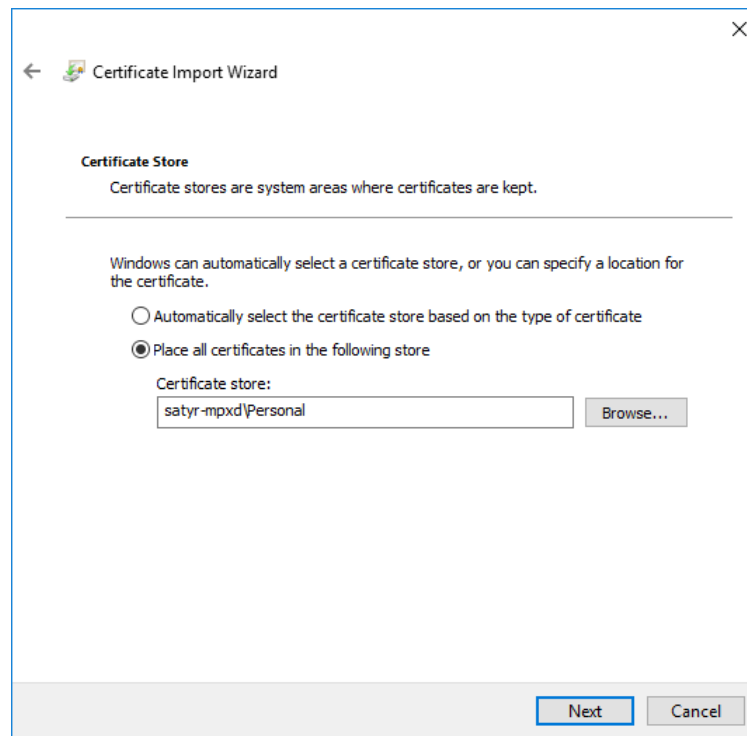 Certificate Import Wizard
Certificate Store
Certificate stores are system areas where certificates are kept.
Windows can automatically select a certificate store, or you can specify a location for
the certificate.
Automatically select the certificate store based on the type of certificate
Place all certificates in the following store
Certificate store:
satyr-mpxd\Personal
Browse...
Next
Cancel